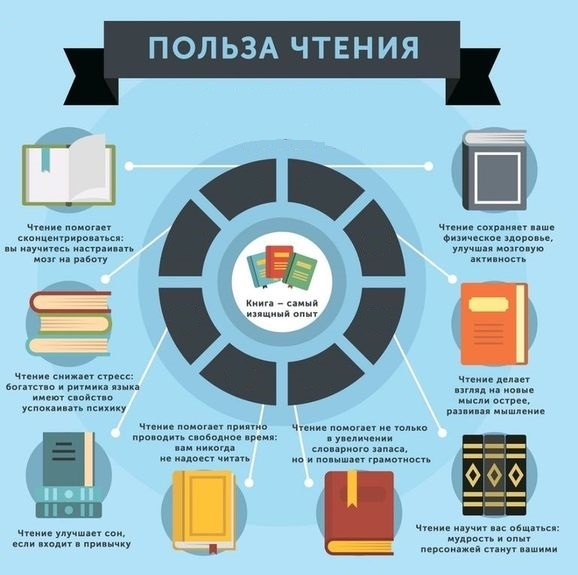 ПОЛЬЗА ЧТЕНИЯ
Чтение помогает
сконцентрироваться:
вы научитесь настраивать
мозг на работу
Чтение сохраняет ваше
физическое здоровье,
улучшая мозговую
активность
Книга – самый
изящный опыт
Чтение снижает стресс:
богатство и ритмика языка
имеют свойство
успокаивать психику
Чтение делает
взгляд на новые
мысли острее,
развивая мышление
Чтение помогает приятно
проводить свободное время:
вам никогда
не надоест читать
Чтение помогает не только
в увеличении
словарного запаса,
но и повышает грамотность
Чтение улучшает сон,
если входит в привычку
Чтение научит вас общаться:
мудрость и опыт
персонажей станут вашими